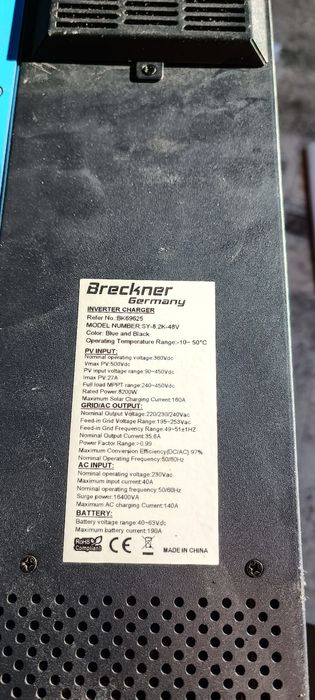 Breckner
Germany
INVERTER CHARGER
Refer No.:BK69625
MODEL NUMBER:SY-8.2K-48V
Color: Blue and Black
Operating Temperature Range:-10~ 50°C
PV INPUT:
Nominal operating voltage:360Vdc
Vmax PV:500Vdc
PV input voltage range:90~450Vdc
Imax PV:27A
Full load MPPT range:240~450Vdc
Rated Power:8200W
Maximum Solar Charging Current:160A
GRID/AC OUTPUT:
Nominal Output Voltage:220/230/240Vac
Feed-in Grid Voltage Range:195~253Vac
Feed-in Grid Frequency Range:49~51±1HZ
Nominal Output Current:35.6A
Power Factor Range:>0.99
Maximum Conversion Efficiency(DC/AC) 97%
Nominal Operating Frequency:50/60Hz
AC INPUT:
Nominal operating voltage:230Vac
Maximum input current:40A
Nominal operating frequency:50/60Hz
Surge power:16400VA
Maximum AC charging Current:140A
BATTERY:
Battery voltage range:40~63Vdc
Maximum battery current:190A
RoHS
Compliant
CE
MADE IN CHINA